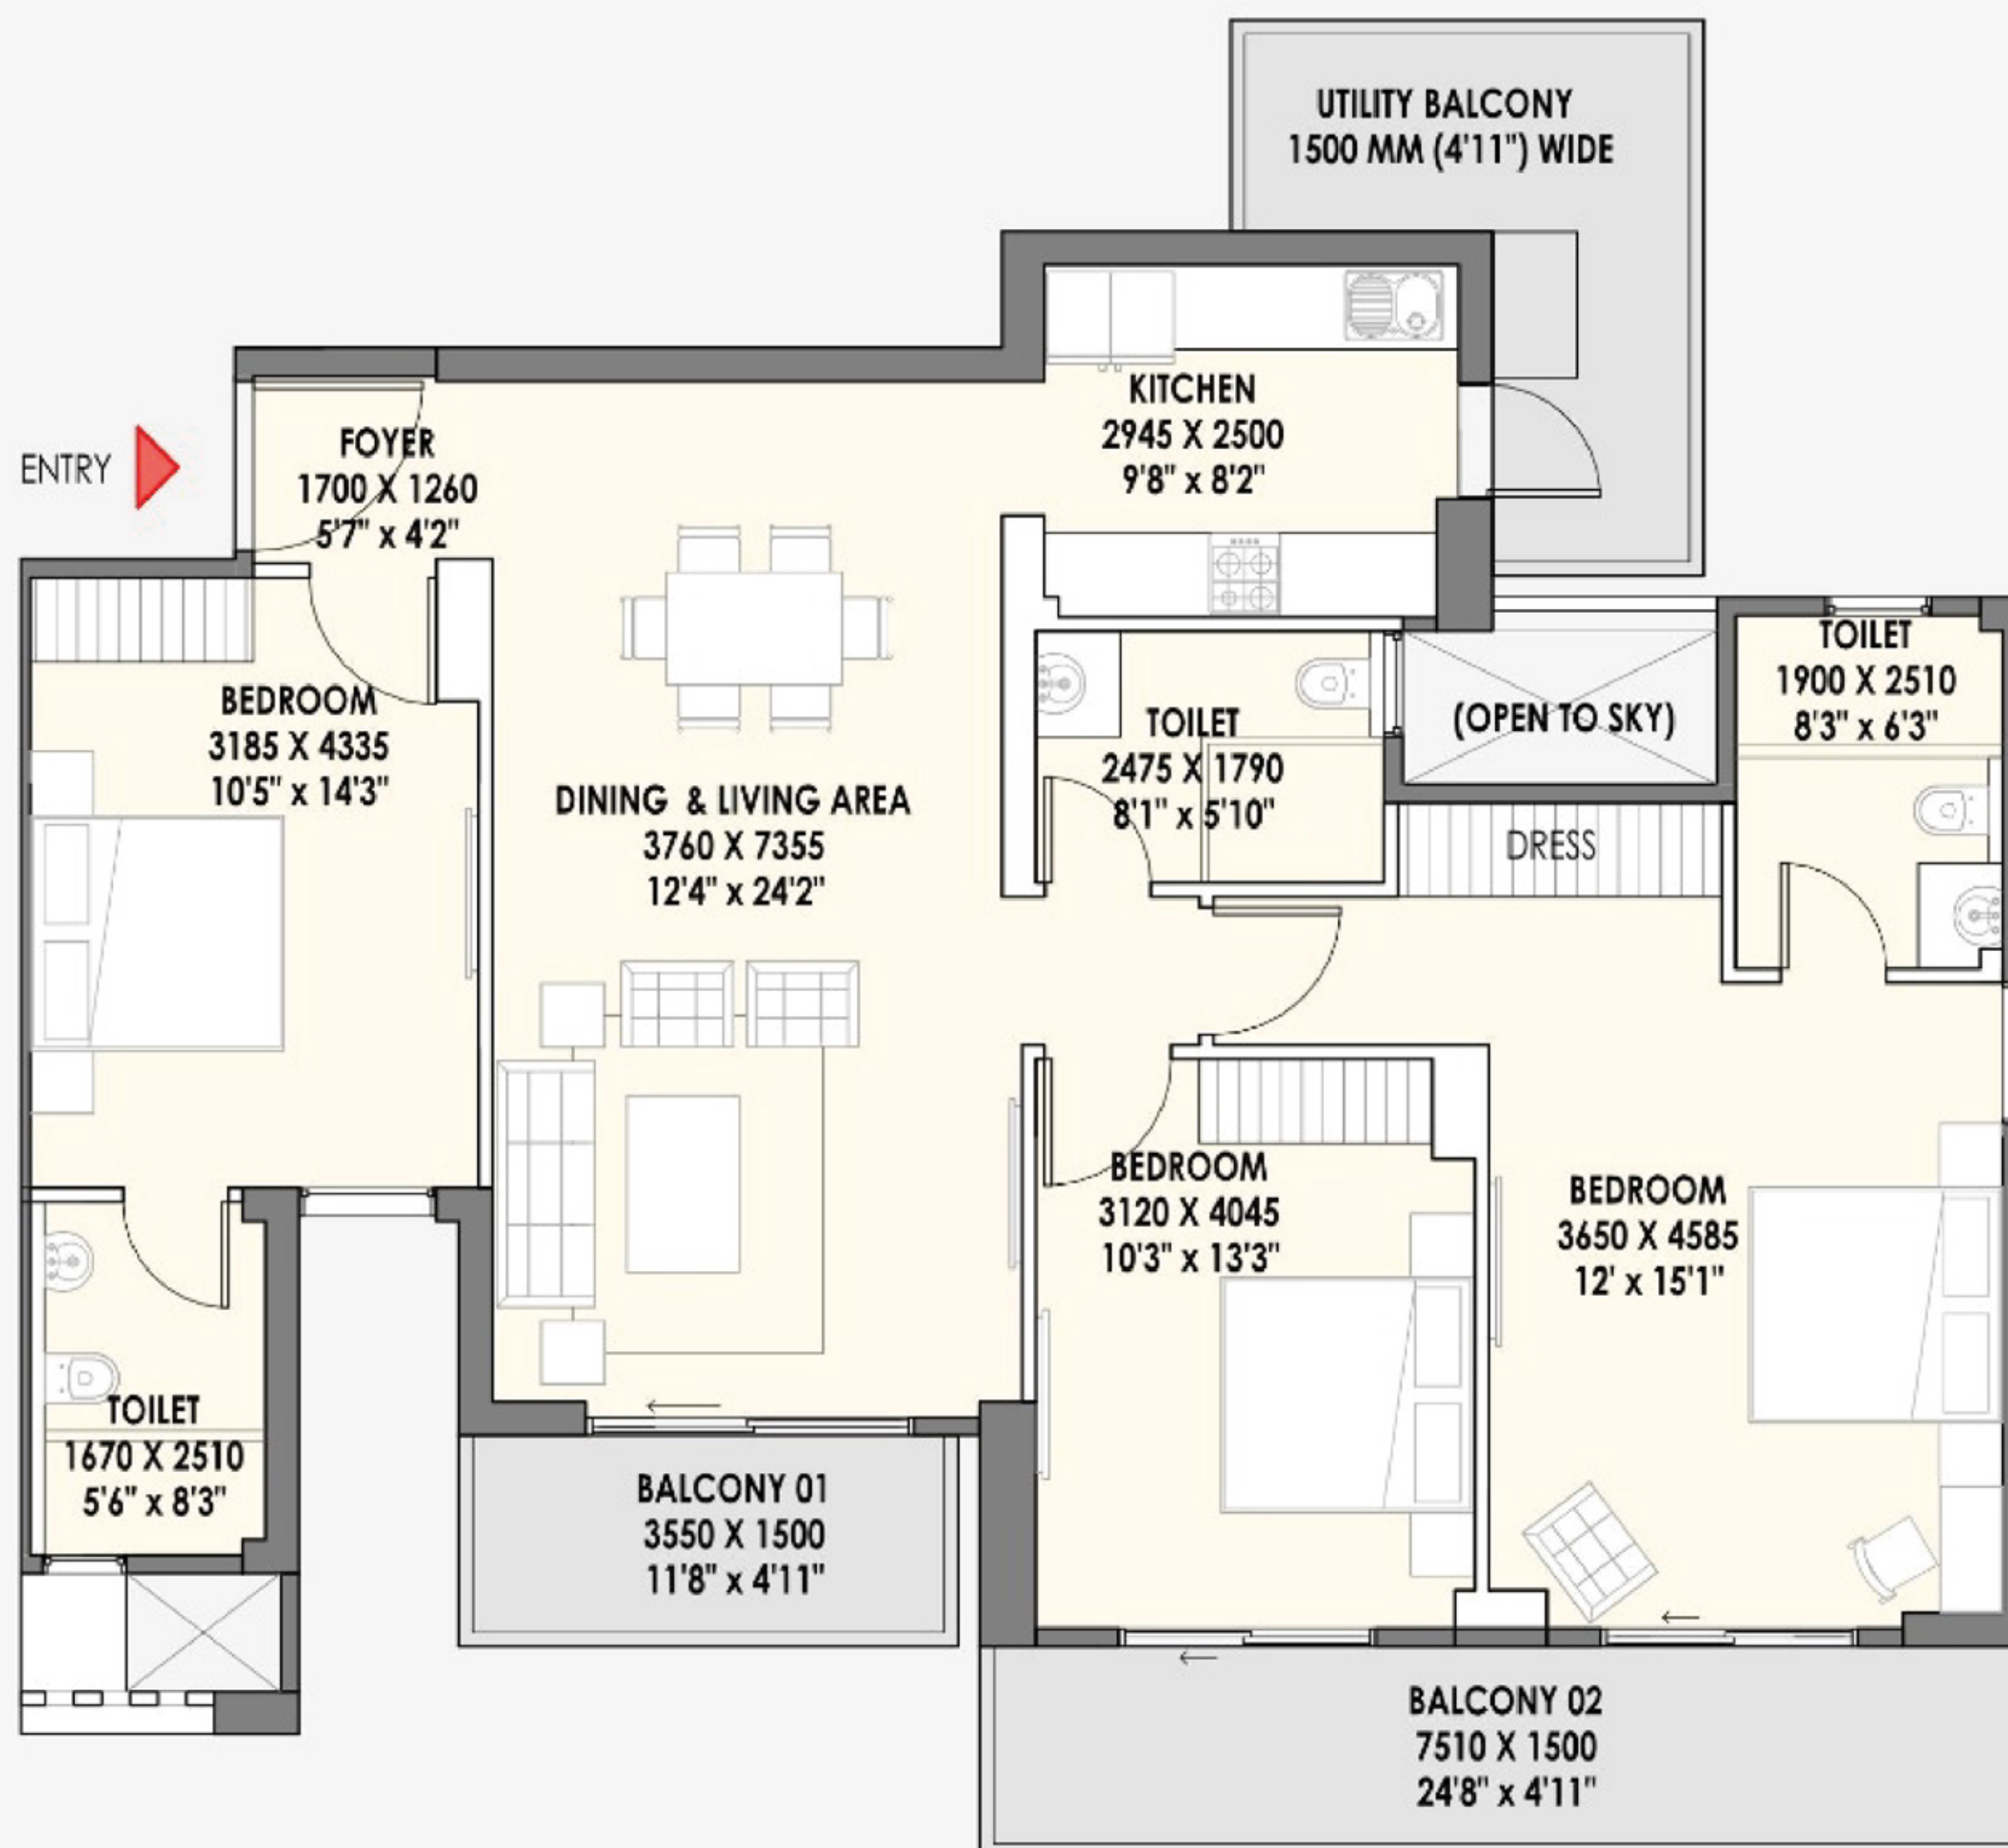 UTILITY BALCONY
1500 MM (4'11") WIDE
ENTRY
FOYER
1700 X 1260
5'7" x 4'2"
KITCHEN
2945 X 2500
9'8" x 8'2"
BEDROOM
3185 X 4335
10'5" x 14'3"
DINING & LIVING AREA
3760 X 7355
12'4" x 24'2"
TOILET
2475 X 1790
8'1" x 5'10"
(OPEN TO SKY)
TOILET
1900 X 2510
8'3" x 6'3"
DRESS
BEDROOM
3120 X 4045
10'3" x 13'3"
BEDROOM
3650 X 4585
12' x 15'1"
TOILET
1670 X 2510
5'6" x 8'3"
BALCONY 01
3550 X 1500
11'8" x 4'11"
BALCONY 02
7510 X 1500
24'8" x 4'11"